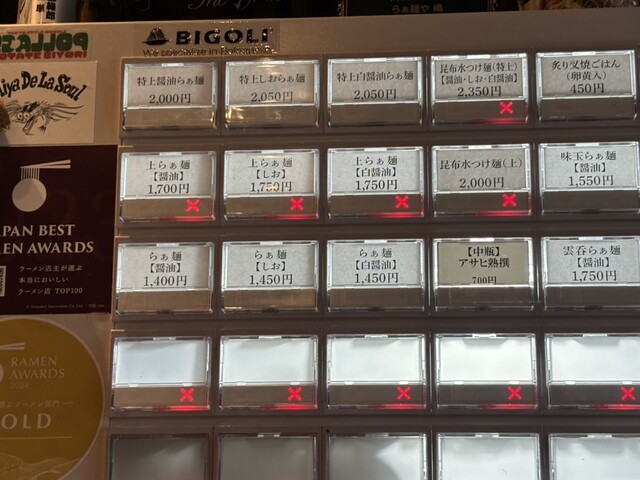 らぁ麺や 嶋
BIGOLI
特上醤油らぁ麺
2,000円
特上しおらぁ麺
2,050円
特上白醤油らぁ麺
2,050円
昆布水つけ麺(特上)
【醤油・しお・白醤油】
2,350円
炙り叉焼ごはん
(卵黄入)
450円
上らぁ麺
【醤油】
1,700円
上らぁ麺
【しお】
1,750円
上らぁ麺
【白醤油】
1,750円
昆布水つけ麺(上)
2,000円
味玉らぁ麺
【醤油】
1,550円
らぁ麺
【醤油】
1,400円
らぁ麺
【しお】
1,450円
らぁ麺
【白醤油】
1,450円
【中瓶】
アサヒ熟撰
700円
雲呑らぁ麺
【醤油】
1,750円
De La Soul
PAN BEST
EN AWARDS
ラーメン店主が選ぶ
本当においしい
ラーメン店 TOP100
RAMEN
AWARDS
2024
OLD